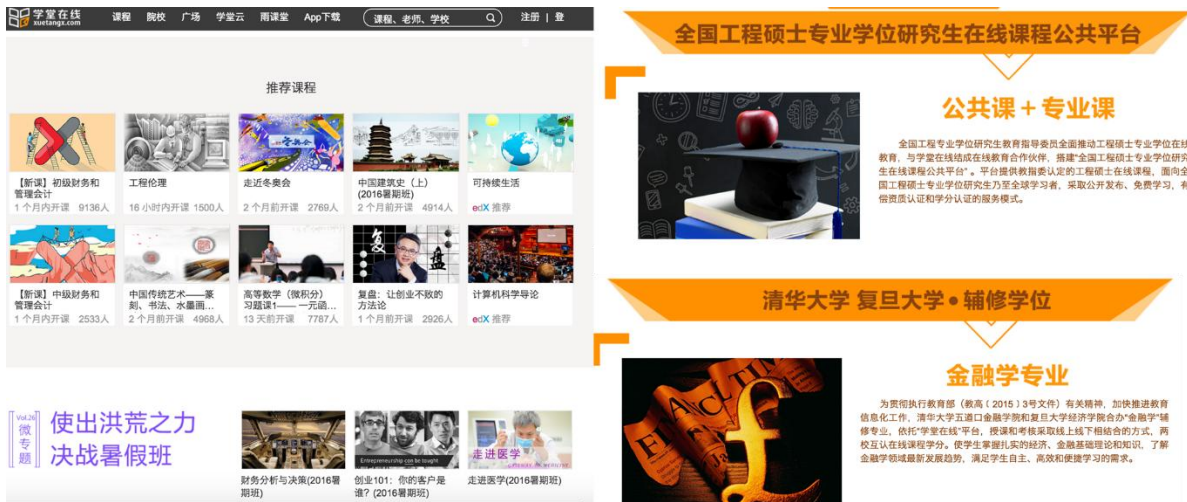 学堂在线
xuetangx.com
课程 院校 广场 学堂云 雨课堂 App下载
课程、老师、学校
注册 | 登
推荐课程
【新课】初级财务和
管理会计
1 个月内开课 9136人
工程伦理
16 小时内开课 1500人
走近冬奥会
2 个月前开课 2769人
中国建筑史（上）
(2016暑期班)
2 个月前开课 4914人
可持续生活
edX 推荐
【新课】中级财务和
管理会计
1 个月内开课 2533人
中国传统艺术——篆
刻、书法、水墨画...
2 个月前开课 4968人
高等数学（微积分）
习题课1—— 一元函...
13 天前开课 7787人
复盘
复盘：让创业不败的
方法论
1 个月前开课 2926人
计算机科学导论
edX 推荐
Vol.26
微专题
使出洪荒之力
决战暑假班
财务分析与决策(2016暑
期班)
Entrepreneurship can be taught
创业101：你的客户是
谁? (2016暑期班)
走进医学
走进医学(2016暑期班)
全国工程硕士专业学位研究生在线课程公共平台
公共课 + 专业课
全国工程专业学位研究生教育指导委员全面推动工程硕士专业学位在线
教育，与学堂在线结成在线教育合作伙伴，搭建“全国工程硕士专业学位研究
生在线课程公共平台”。平台提供教指委认定的工程硕士在线课程，面向全
国工程硕士专业学位研究生乃至全球学习者，采取公开发布、免费学习、有
偿资质认证和学分认证的服务模式。
清华大学 复旦大学 • 辅修学位
金融学专业
为贯彻执行教育部（教高〔2015〕3号文件）有关精神，加快推进教育
信息化工作，清华大学五道口金融学院和复旦大学经济学院合办“金融学”辅
修专业，依托“学堂在线”平台，授课和考核采取线上线下相结合的方式，两
校互认在线课程学分。使学生掌握扎实的经济、金融基础理论和知识，了解
金融学领域最新发展趋势，满足学生自主、高效和便捷学习的需求。